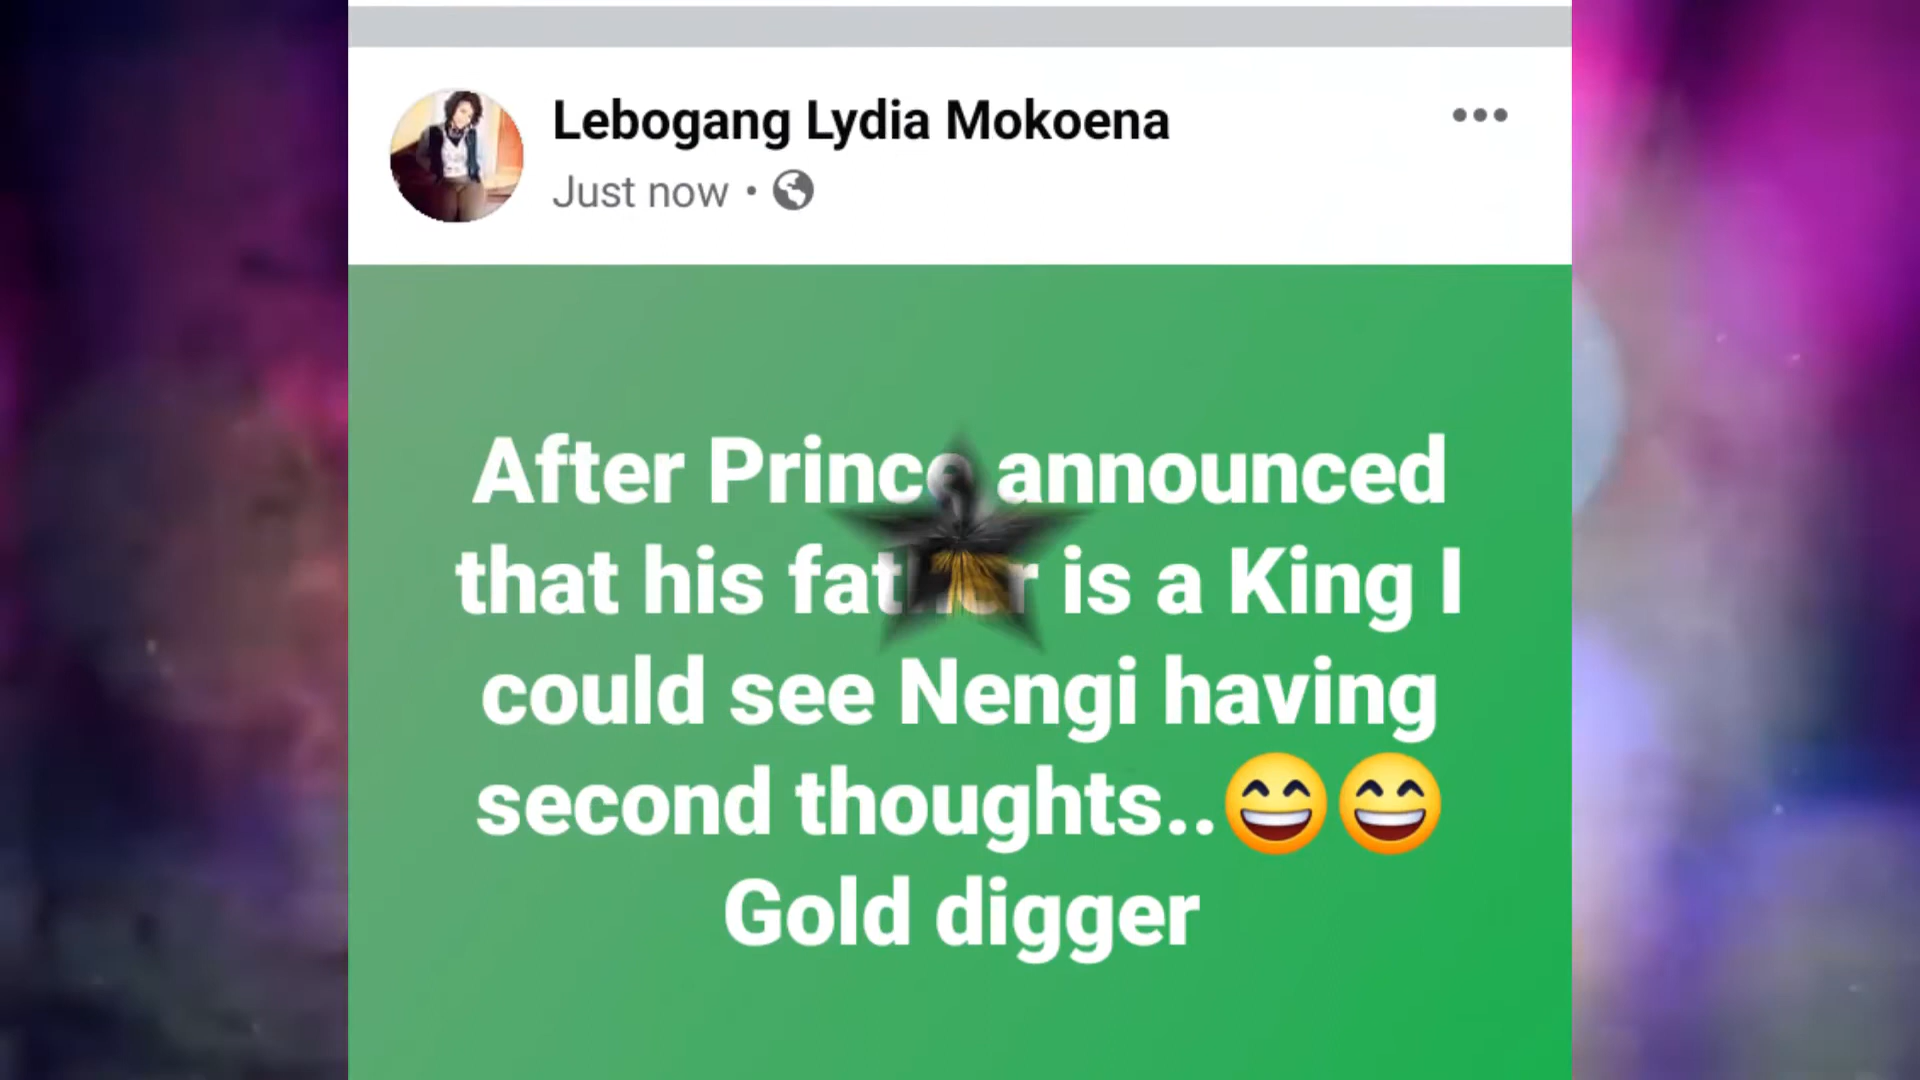 Lebogang Lydia Mokoena
Just now
After Prince announced
that his father is a King I
could see Nengi having
second thoughts..😄😄
Gold digger